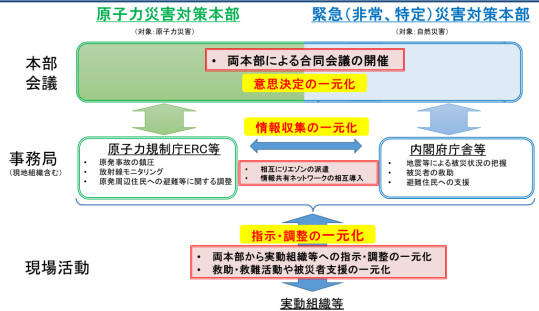 原子力災害対策本部
(対象:原子力災害)
緊急(非常、特定)災害対策本部
(対象:自然災害)
本部
会議
• 両本部による合同会議の開催
意思決定の一元化
情報収集の一元化
事務局
(現地組織含む)
原子力規制庁ERC等
• 原発事故の鎮圧
• 放射線モニタリング
• 原発周辺住民への避難等に関する調整
• 相互にリエゾンの派遣
• 情報共有ネットワークの相互導入
内閣府庁舎等
• 地震等による被災状況の把握
• 被災者の救助
• 避難住民への支援
指示・調整の一元化
現場活動
• 両本部から実動組織等への指示・調整の一元化
• 救助・救難活動や被災者支援の一元化
実動組織等